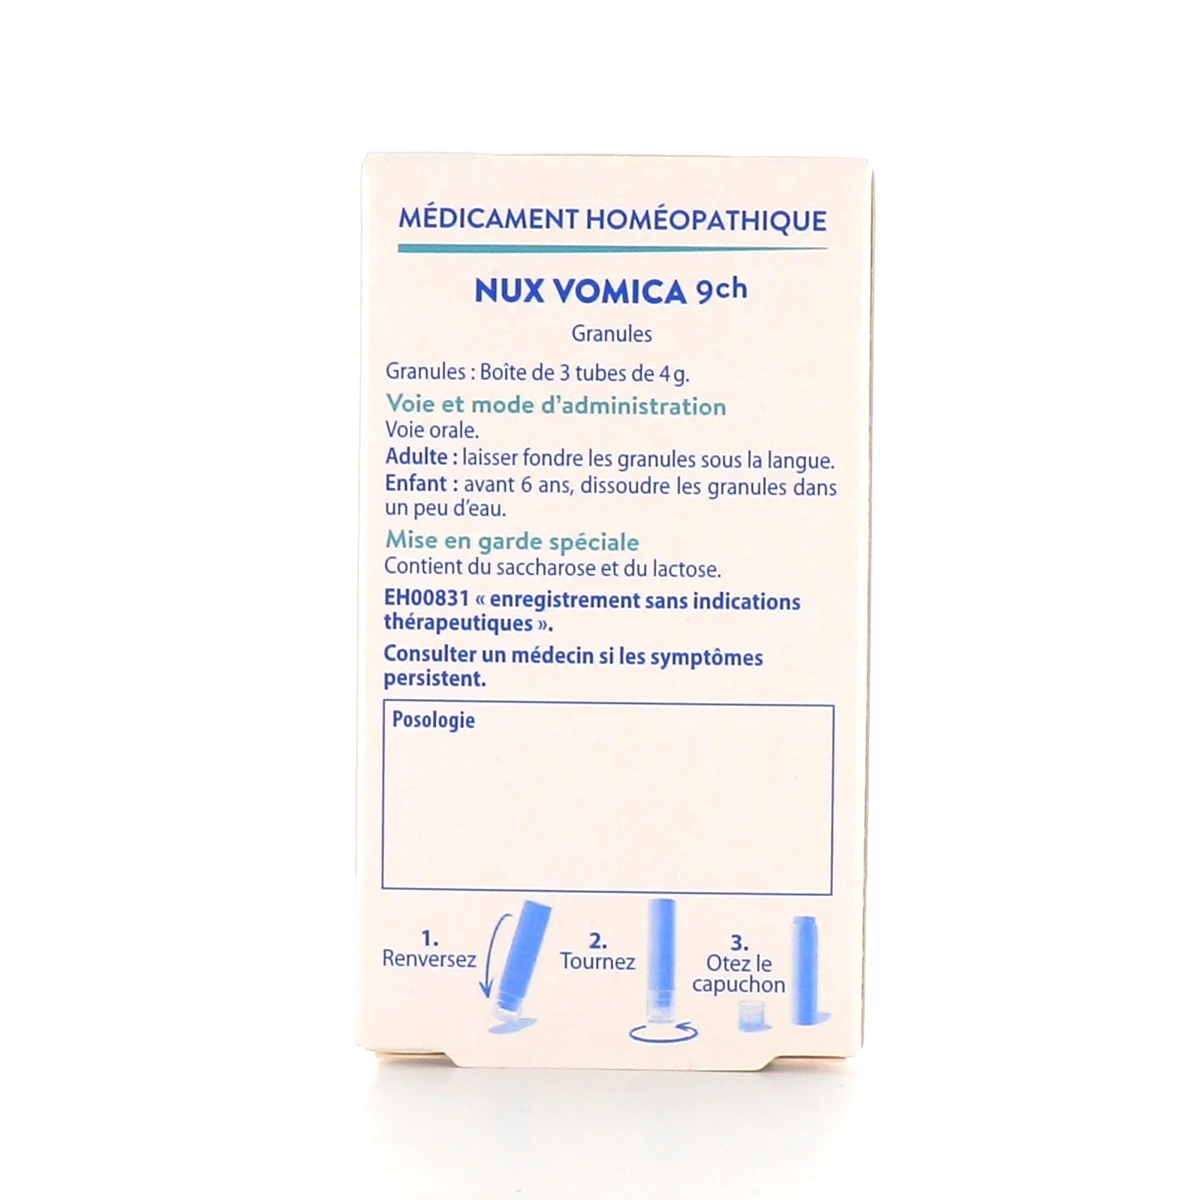 MÉDICAMENT HOMÉOPATHIQUE
NUX VOMICA 9ch
Granules
Granules : Boîte de 3 tubes de 4 g.
Voie et mode d'administration
Voie orale.
Adulte : laisser fondre les granules sous la langue.
Enfant : avant 6 ans, dissoudre les granules dans
un peu d'eau.
Mise en garde spéciale
Contient du saccharose et du lactose.
EH00831 « enregistrement sans indications
thérapeutiques ».
Consulter un médecin si les symptômes
persistent.
Posologie
1.
Renversez
2.
Tournez
3.
Otez le
capuchon